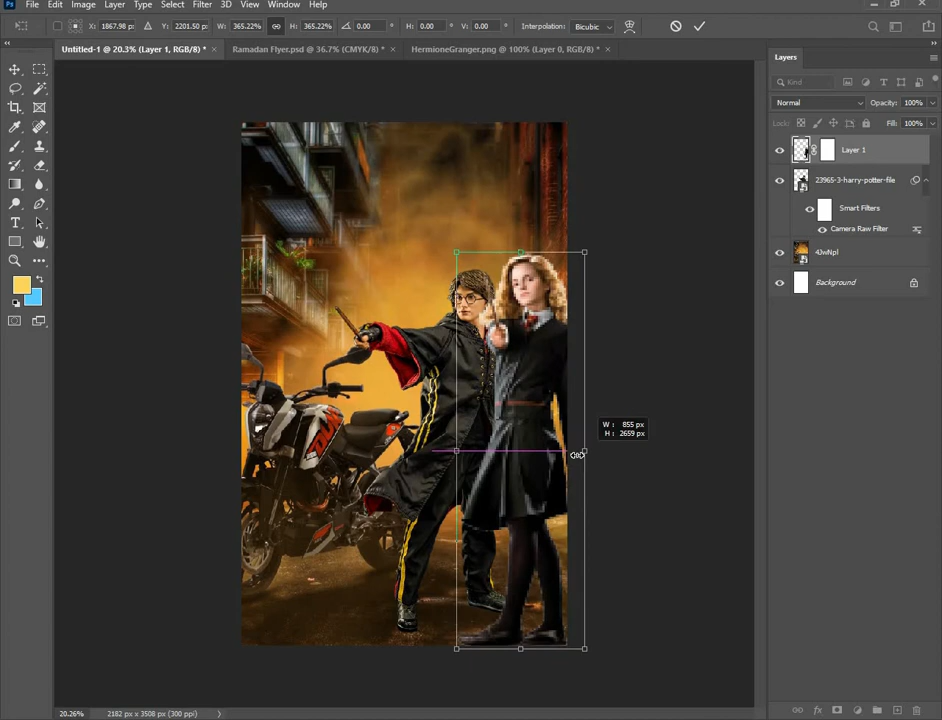 Ps File Edit Image Layer Type Select Filter 3D View Window Help
X: 1867.98 px Y: 2201.50 px W: 365.22% H: 365.22% 0.00 H: 0.00 V: 0.00 Interpolation: Bicubic
Untitled-1 @ 20.3% (Layer 1, RGB/8) * × Ramadan Flyer.psd @ 36.7% (CMYK/8) * × HermioneGranger.png @ 100% (Layer 0, RGB/8) * ×
Layers
Kind
Normal Opacity: 100%
Lock: Fill: 100%
Layer 1
23965-3-harry-potter-file
Smart Filters
Camera Raw Filter
4JwNpl
Background
DUKE
W: 855 px
H: 2659 px
20.26% 2182 px x 3508 px (300 ppi)